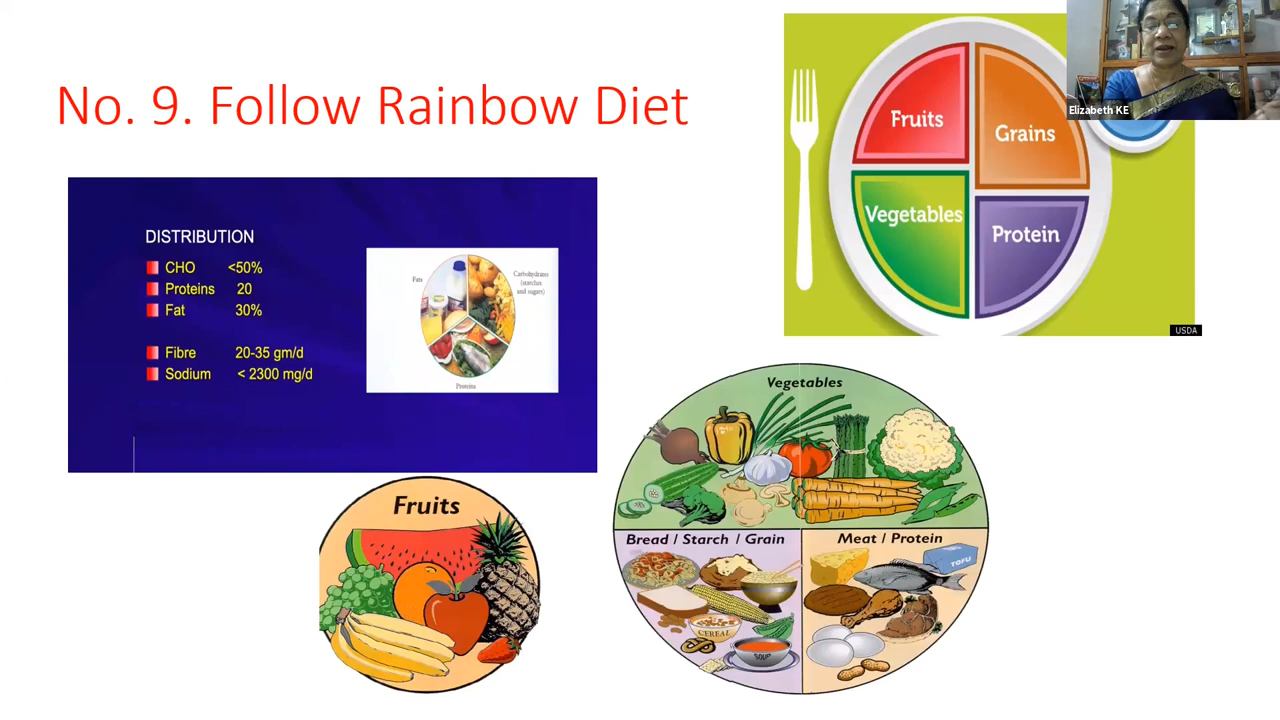 No. 9. Follow Rainbow Diet
Elizabeth KE
Fruits
Grains
Vegetables
Protein
USDA
DISTRIBUTION
CHO <50%
Proteins 20
Fat 30%
Fibre 20-35 gm/d
Sodium < 2300 mg/d
Fats
Carbohydrates
(starches
and sugars)
Proteins
Fruits
Vegetables
Bread / Starch / Grain
CEREAL
SOUP
Meat / Protein
TOFU